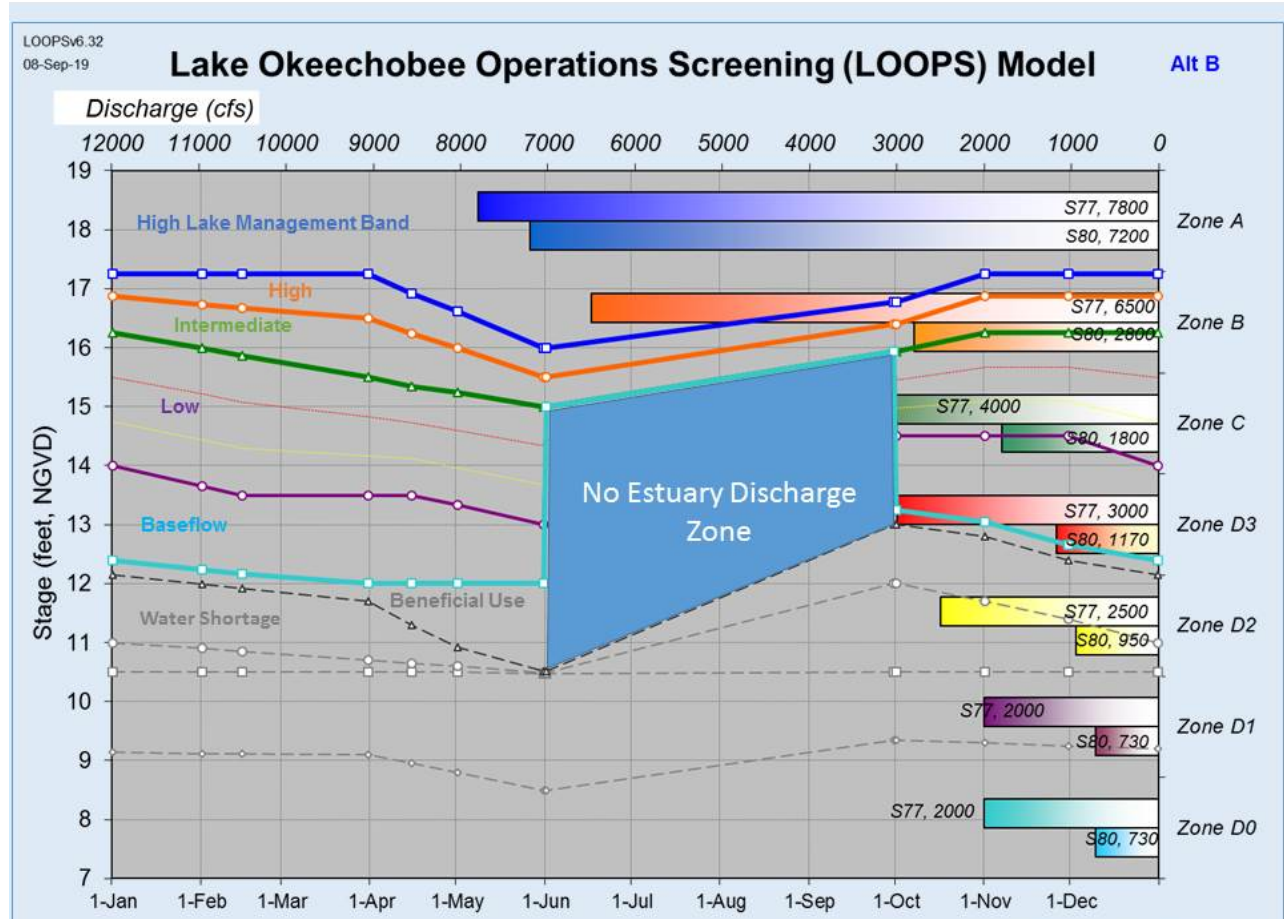 LOOPSv6.32
08-Sep-19
Lake Okeechobee Operations Screening (LOOPS) Model
Alt B
Discharge (cfs)
12000 11000 10000 9000 8000 7000 6000 5000 4000 3000 2000 1000 0
Stage (feet, NGVD)
19
18
17
16
15
14
13
12
11
10
9
8
7
High Lake Management Band
High
Intermediate
Low
Baseflow
Beneficial Use
Water Shortage
No Estuary Discharge
Zone
S77, 7800
S80, 7200
Zone A
S77, 6500
S80, 2800
Zone B
S77, 4000
S80, 1800
Zone C
S77, 3000
S80, 1170
Zone D3
S77, 2500
S80, 950
Zone D2
S77, 2000
S80, 730
Zone D1
S77, 2000
S80, 730
Zone D0
1-Jan 1-Feb 1-Mar 1-Apr 1-May 1-Jun 1-Jul 1-Aug 1-Sep 1-Oct 1-Nov 1-Dec